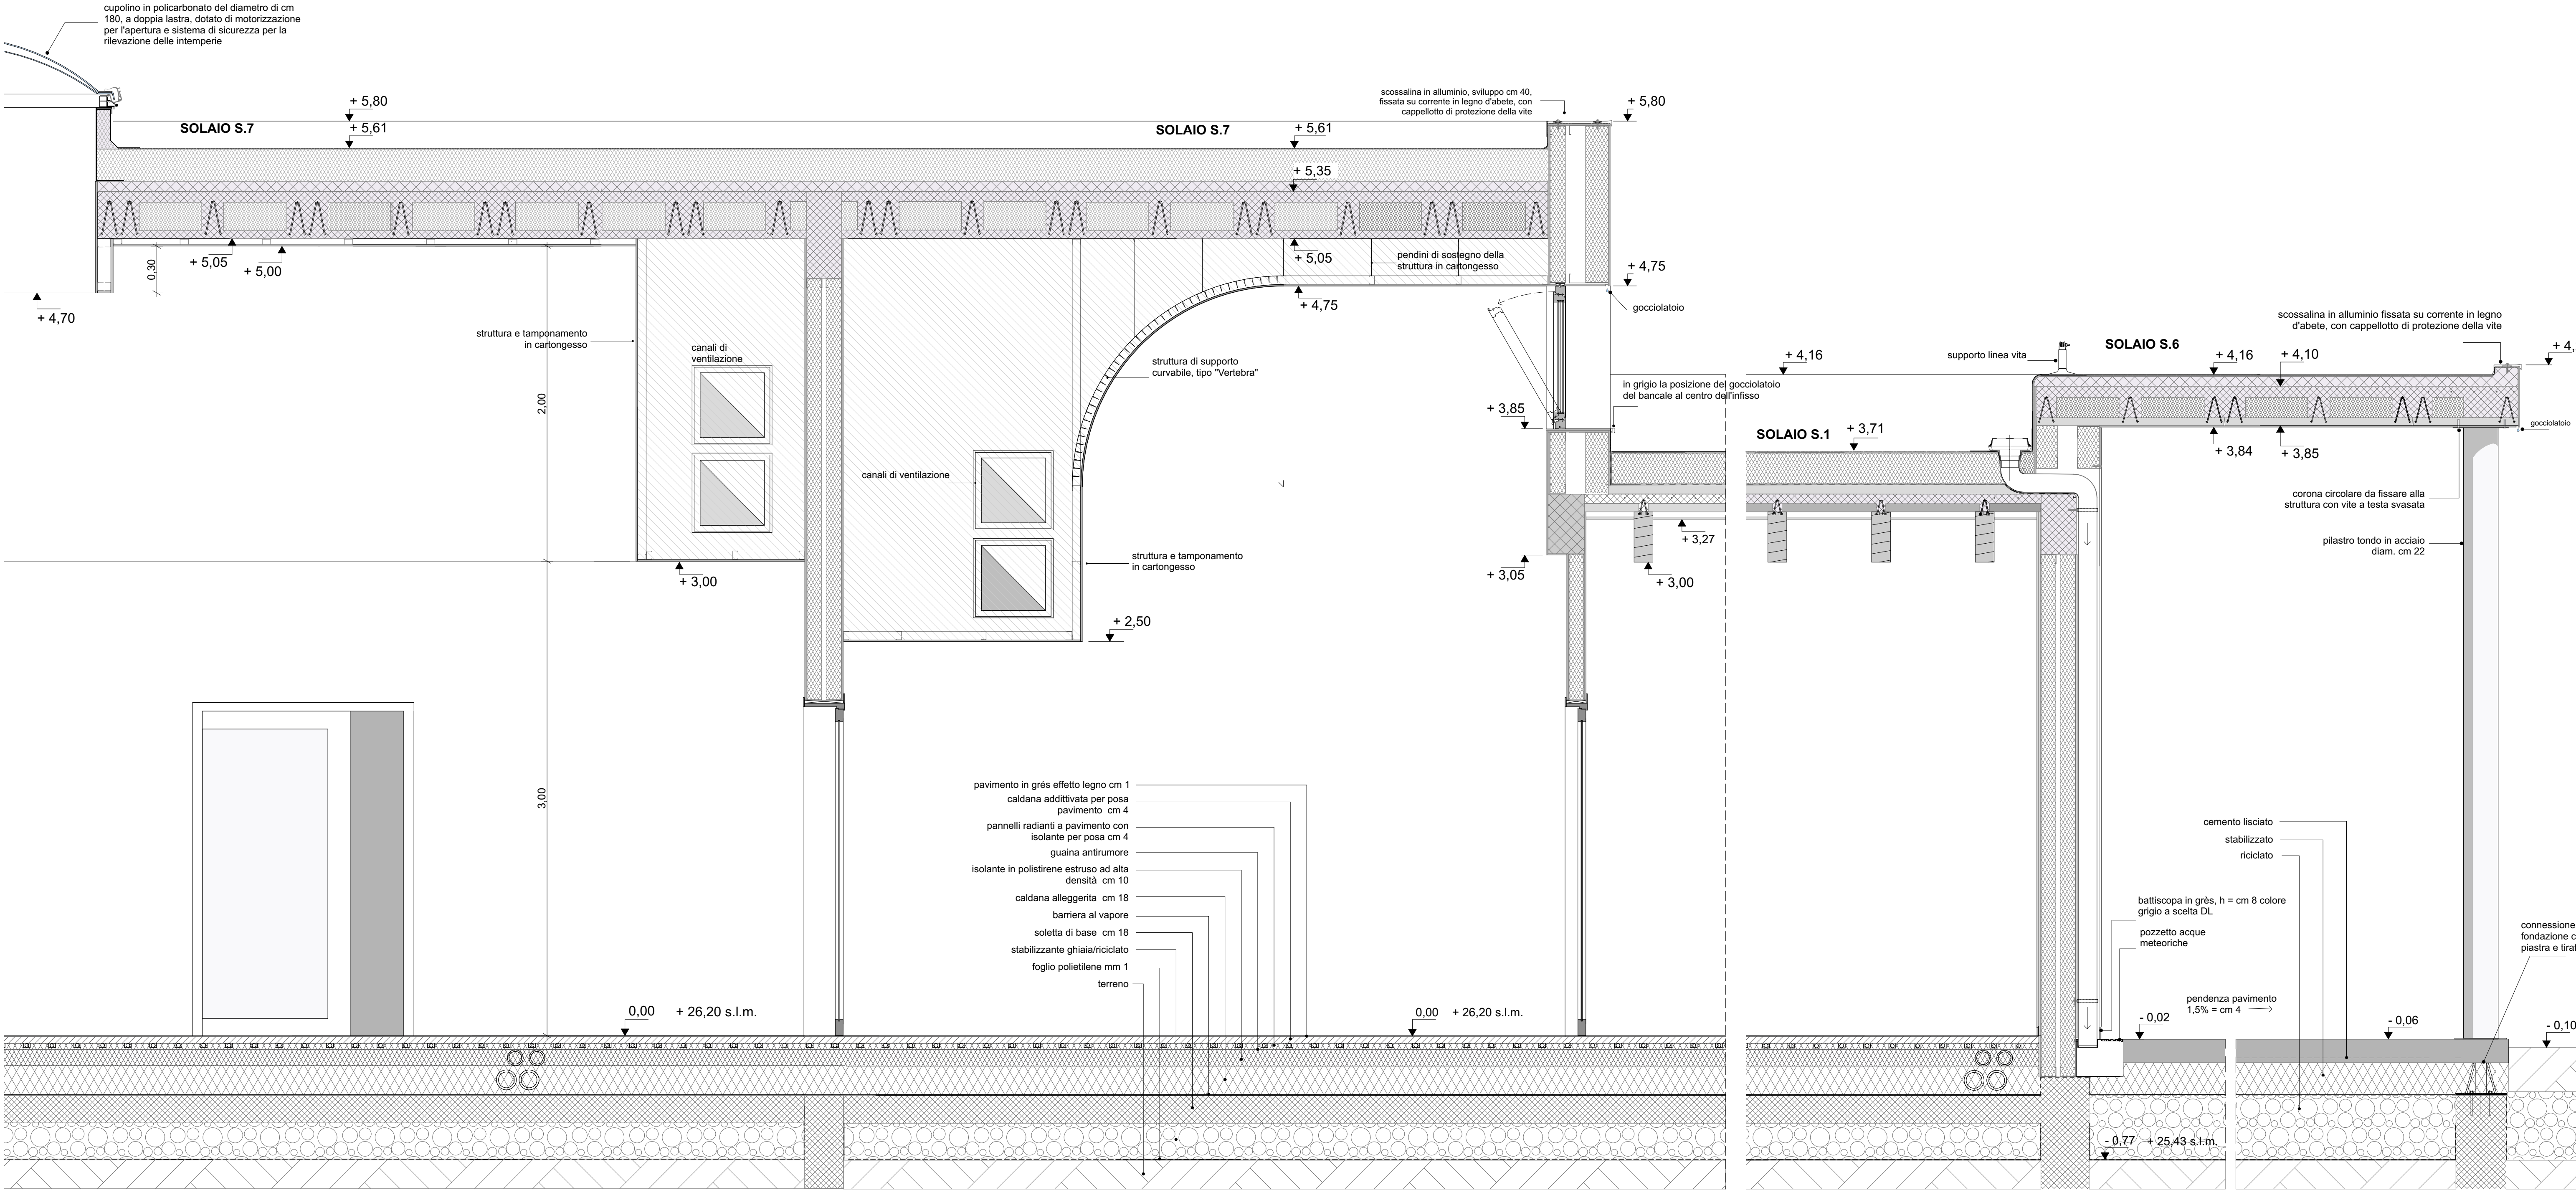 cupolino in policarbonato del diametro di cm
180, a doppia lastra, dotato di motorizzazione
per l'apertura e sistema di sicurezza per la
rilevazione delle intemperie
+ 5,80
SOLAIO S.7
+ 5,61
SOLAIO S.7
+ 5,61
scossalina in alluminio, sviluppo cm 40,
fissata su corrente in legno d'abete, con
cappellotto di protezione della vite
+ 5,80
+ 5,35
0,30
+ 5,05
+ 5,00
+ 4,70
+ 5,05
pendini di sostegno della
struttura in cartongesso
+ 4,75
+ 4,75
gocciolatoio
struttura e tamponamento
in cartongesso
canali di
ventilazione
2,00
struttura di supporto
curvabile, tipo "Vertebra"
canali di ventilazione
struttura e tamponamento
in cartongesso
+ 3,00
+ 2,50
+ 4,16
in grigio la posizione del gocciolatoio
del bancale al centro dell'infisso
+ 3,85
SOLAIO S.1
+ 3,71
+ 3,27
+ 3,05
+ 3,00
supporto linea vita
SOLAIO S.6
scossalina in alluminio fissata su corrente in legno
d'abete, con cappellotto di protezione della vite
+ 4,16
+ 4,10
+ 4,
gocciolatoio
+ 3,84
+ 3,85
corona circolare da fissare alla
struttura con vite a testa svasata
pilastro tondo in acciaio
diam. cm 22
3,00
pavimento in grés effetto legno cm 1
caldana addittivata per posa
pavimento cm 4
pannelli radianti a pavimento con
isolante per posa cm 4
guaina antirumore
isolante in polistirene estruso ad alta
densità cm 10
caldana alleggerita cm 18
barriera al vapore
soletta di base cm 18
stabilizzante ghiaia/riciclato
foglio polietilene mm 1
terreno
0,00 + 26,20 s.l.m.
0,00 + 26,20 s.l.m.
cemento lisciato
stabilizzato
riciclato
battiscopa in grès, h = cm 8 colore
grigio a scelta DL
pozzetto acque
meteoriche
pendenza pavimento
1,5% = cm 4
- 0,02
- 0,06
- 0,10
connessione
fondazione c
piastra e tira
- 0,77 + 25,43 s.l.m.